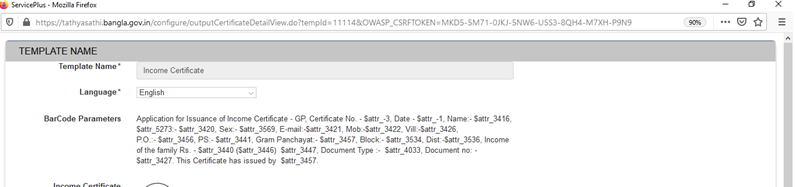 ServicePlus - Mozilla Firefox
https://tathyasathi.bangla.gov.in/configure/outputCertificateDetailView.do?tempId=11114&OWASP_CSRFTOKEN=MKD5-5M71-0JKJ-5NW6-USS3-8QH4-M7XH-P9N9 90%
TEMPLATE NAME
Template Name* Income Certificate
Language* English
BarCode Parameters Application for Issuance of Income Certificate - GP, Certificate No. - $attr_-3, Date - $attr_-1, Name:- $attr_3416,
$attr_5273:- $attr_3420, Sex:- $attr_3569, E-mail:-$attr_3421, Mob:-$attr_3422, Vill:-$attr_3426,
P.O.:- $attr_3456, PS:- $attr_3441, Gram Panchayat:- $attr_3457, Block:- $attr_3534, Dist:-$attr_3536, Income
of the family Rs. - $attr_3440 ($attr_3446) $attr_3447, Document Type :- $attr_4033, Document no: -
$attr_3427. This Certificate has issued by $attr_3457.
Income Certificate